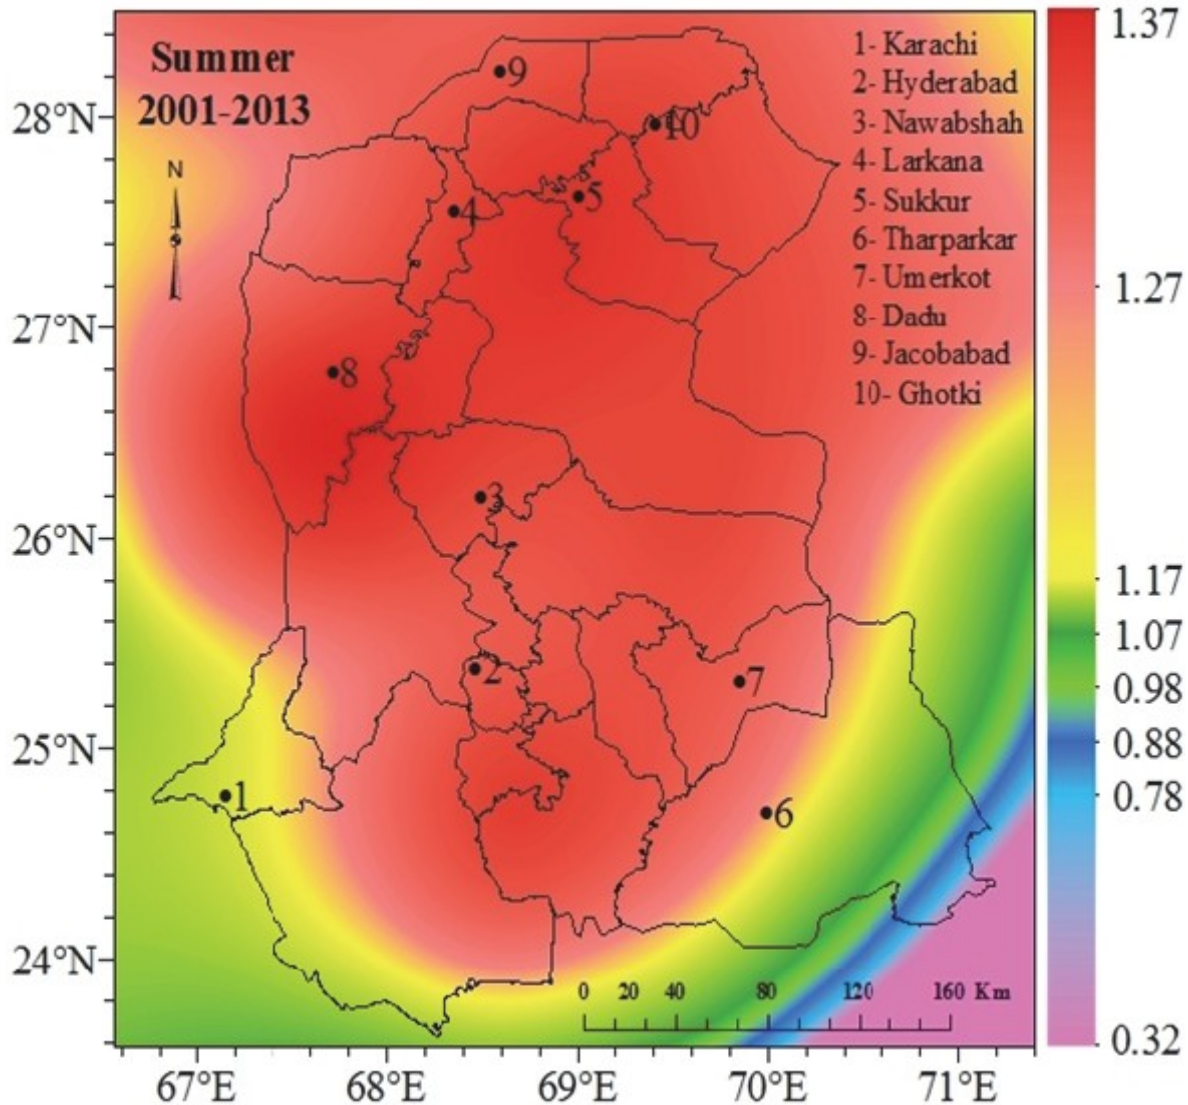 Summer
2001-2013
N
1- Karachi
2- Hyderabad
3- Nawabshah
4- Larkana
5- Sukkur
6- Tharparkar
7- Umerkot
8- Dadu
9- Jacobabad
10- Ghotki
9
10
4
5
8
3
2
7
1
6
28°N
27°N
26°N
25°N
24°N
67°E 68°E 69°E 70°E 71°E
0 20 40 80 120 160 Km
1.37
1.27
1.17
1.07
0.98
0.88
0.78
0.32